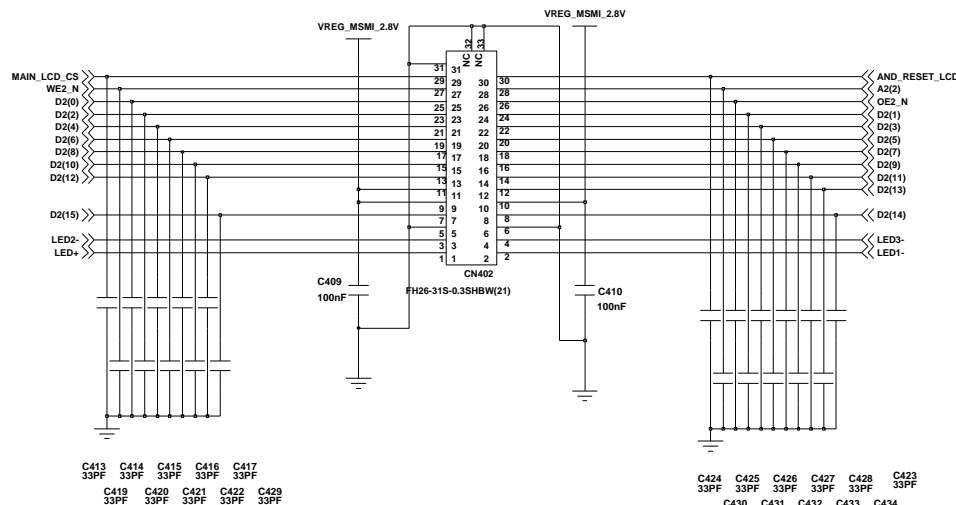 VREG_MSMI_2.8V
VREG_MSMI_2.8V
NC 32
NC 33
31 31
MAIN_LCD_CS 29 29 30 30 AND_RESET_LCD
WE2_N 27 27 28 28 A2(2)
D2(0) 25 25 26 26 OE2_N
D2(2) 23 23 24 24 D2(1)
D2(4) 21 21 22 22 D2(3)
D2(6) 19 19 20 20 D2(5)
D2(8) 17 17 18 18 D2(7)
D2(10) 15 15 16 16 D2(9)
D2(12) 13 13 14 14 D2(11)
11 11 12 12 D2(13)
D2(15) 9 9 10 10 D2(14)
7 7 8 8
LED2- 5 5 6 6 LED3-
LED+ 3 3 4 4 LED1-
1 1 2 2
CN402
FH26-31S-0.3SHBW(21)
C409
100nF
C410
100nF
C413 C414 C415 C416 C417
33PF 33PF 33PF 33PF 33PF
C419 C420 C421 C422 C429
33PF 33PF 33PF 33PF 33PF
C424 C425 C426 C427 C428 C423
33PF 33PF 33PF 33PF 33PF 33PF
C430 C431 C432 C433 C434